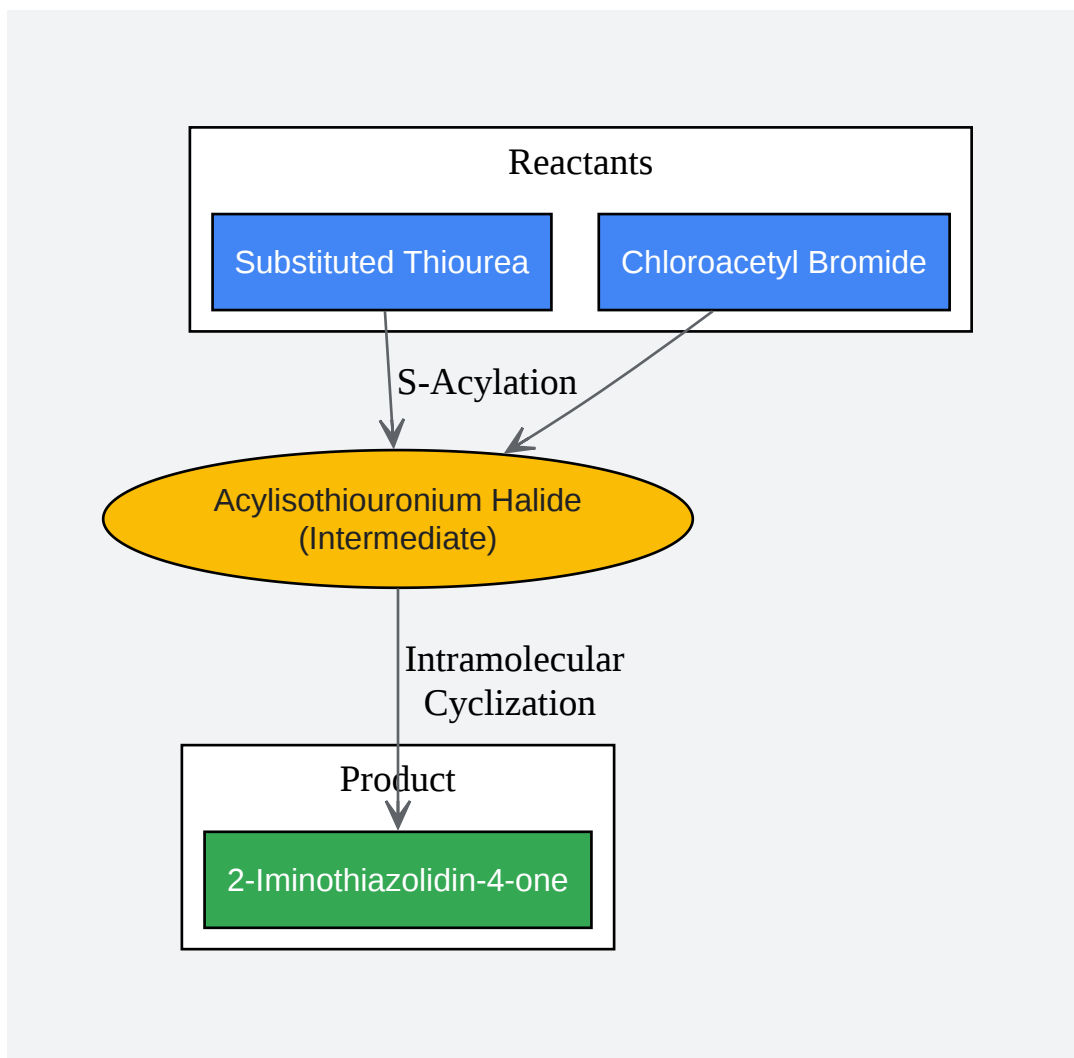 Reactants
Substituted Thiourea
Chloroacetyl Bromide
S-Acylation
Acylisothiouronium Halide
(Intermediate)
Intramolecular
Cyclization
Product
2-Iminothiazolidin-4-one